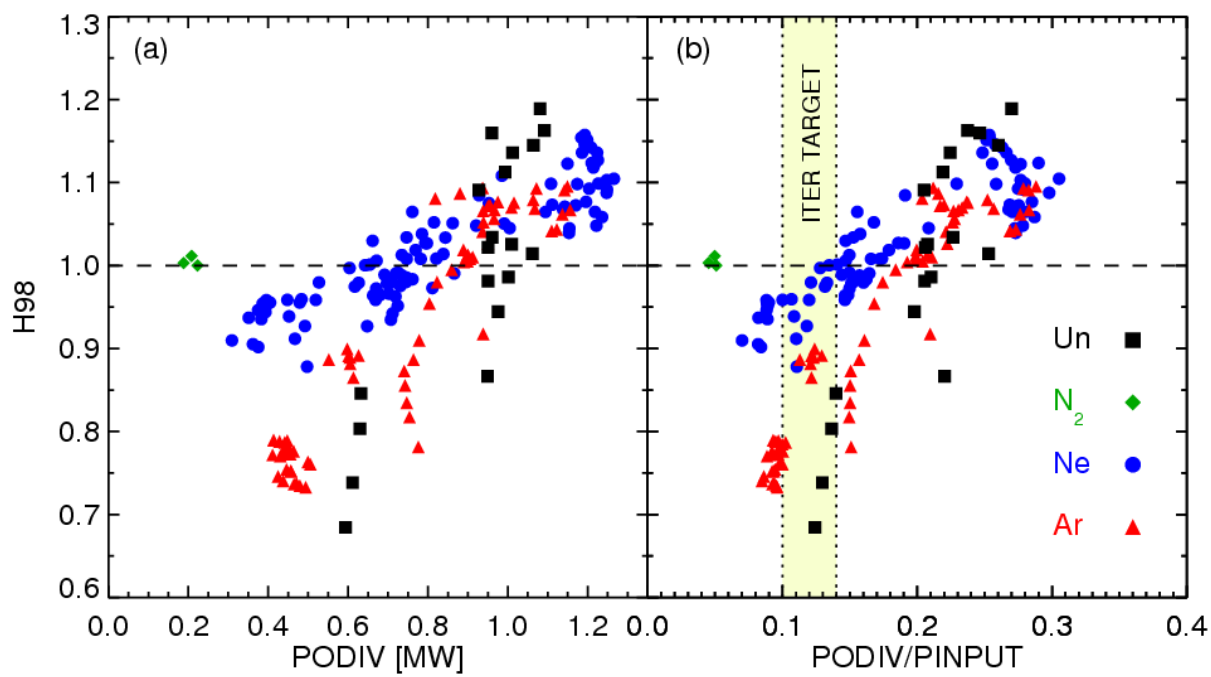 (a)
(b)
1.3
1.2
1.1
1.0
0.9
0.8
0.7
0.6
H98
ITER TARGET
Un
N2
Ne
Ar
0.0 0.2 0.4 0.6 0.8 1.0 1.2
0.0 0.1 0.2 0.3 0.4
PODIV [MW]
PODIV/PINPUT